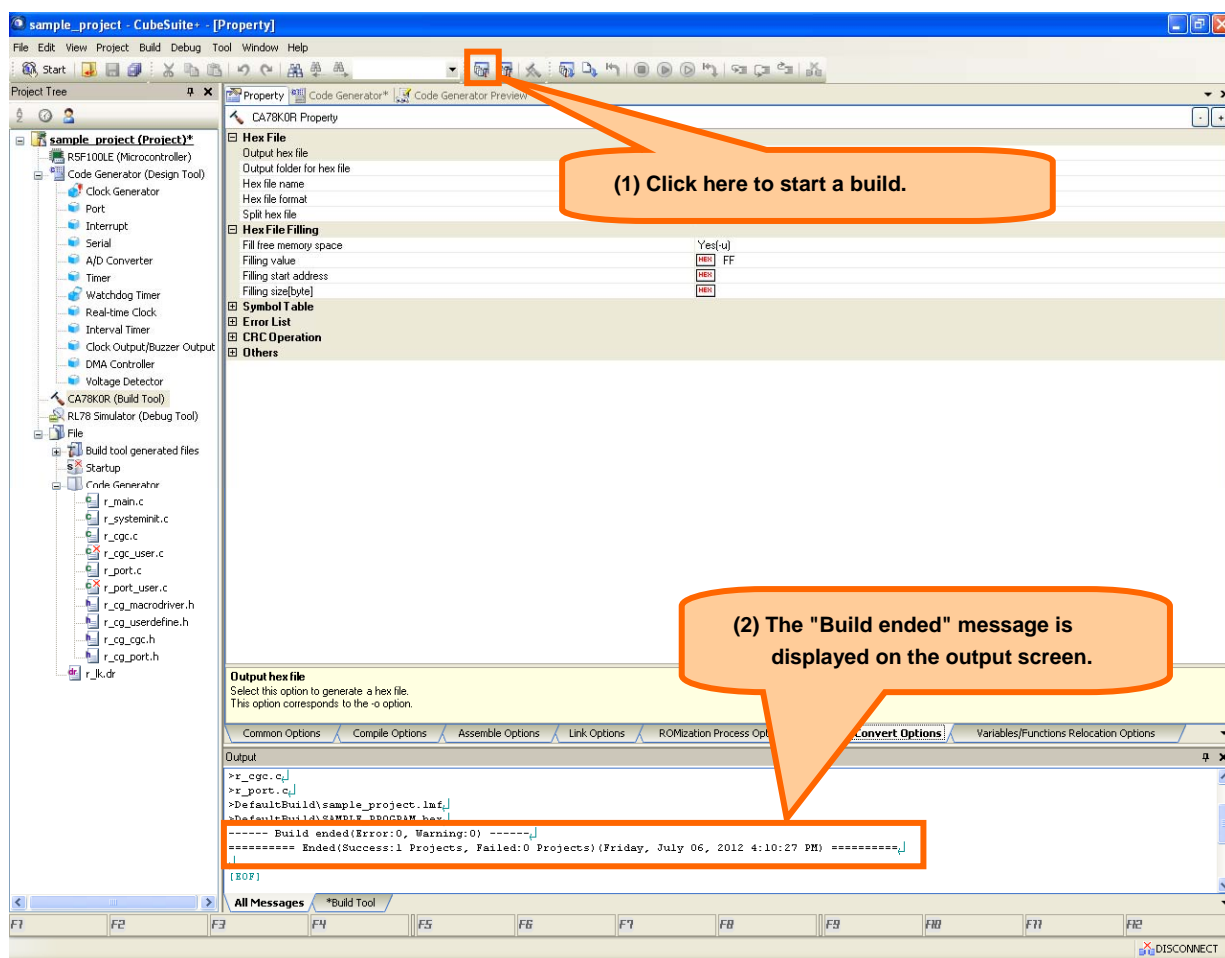 sample_project - CubeSuite+ - [Property]
File Edit View Project Build Debug Tool Window Help
Start
Project Tree
Property Code Generator* Code Generator Preview
CA78K0R Property
sample_project (Project)*
R5F100LE (Microcontroller)
Code Generator (Design Tool)
Clock Generator
Port
Interrupt
Serial
A/D Converter
Timer
Watchdog Timer
Real-time Clock
Interval Timer
Clock Output/Buzzer Output
DMA Controller
Voltage Detector
CA78K0R (Build Tool)
RL78 Simulator (Debug Tool)
File
Build tool generated files
Startup
Code Generator
r_main.c
r_systeminit.c
r_cgc.c
r_cgc_user.c
r_port.c
r_port_user.c
r_cg_macrodriver.h
r_cg_userdefine.h
r_cg_cgc.h
r_cg_port.h
r_lk.dr
Hex File
Output hex file
Output folder for hex file
Hex file name
Hex file format
Split hex file
Hex File Filling
Fill free memory space Yes(-u)
Filling value HEX FF
Filling start address HEX
Filling size[byte] HEX
Symbol Table
Error List
CRC Operation
Others
(1) Click here to start a build.
(2) The "Build ended" message is
displayed on the output screen.
Output hex file
Select this option to generate a hex file.
This option corresponds to the -o option.
Common Options Compile Options Assemble Options Link Options ROMization Process Convert Options Variables/Functions Relocation Options
Output
>r_cgc.c
>r_port.c
>DefaultBuild\sample_project.lmf
>DefaultBuild\SAMPLE_PROGRAM.hex
------ Build ended(Error:0, Warning:0) ------
========== Ended(Success:1 Projects, Failed:0 Projects)(Friday, July 06, 2012 4:10:27 PM) ==========
[EOF]
All Messages *Build Tool
F1 F2 F3 F4 F5 F6 F7 F8 F9 F10 F11 F12
DISCONNECT